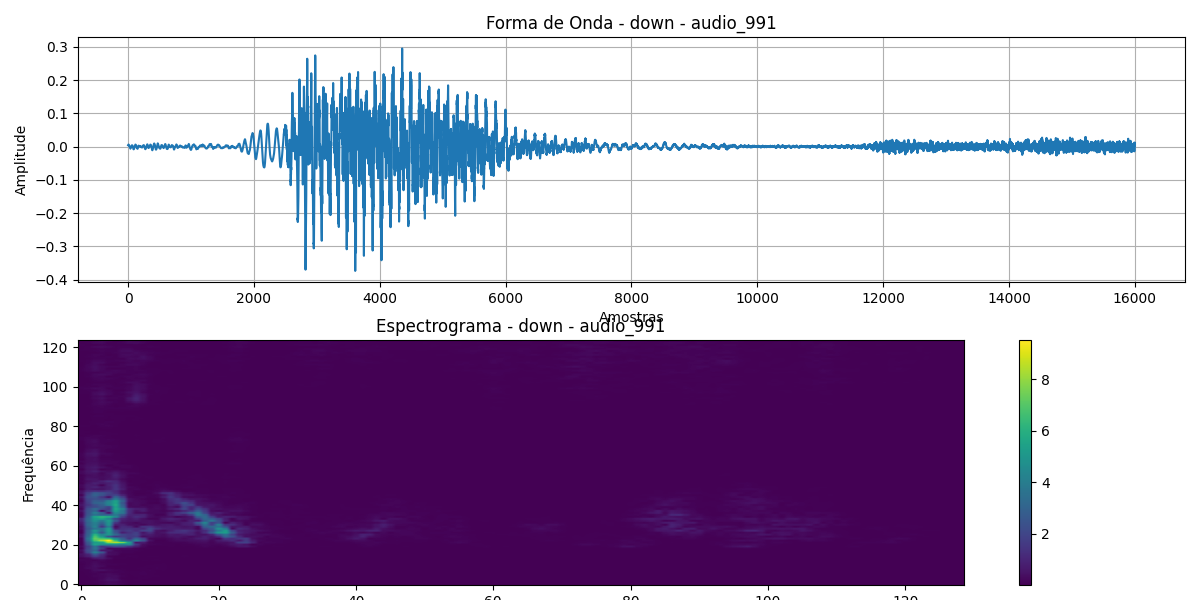 Forma de Onda - down - audio_991
0.3
0.2
0.1
0.0
−0.1
−0.2
−0.3
−0.4
Amplitude
0 2000 4000 6000 8000 10000 12000 14000 16000
Amostras
Espectrograma - down - audio_991
120
100
80
60
40
20
0
Frequência
0 20 40 60 80 100 120
8
6
4
2